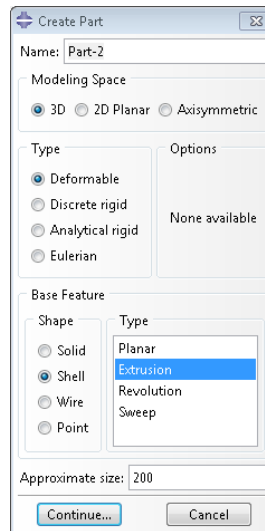 Create Part
Name: Part-2
Modeling Space
3D 2D Planar Axisymmetric
Type
Deformable
Discrete rigid
Analytical rigid
Eulerian
Options
None available
Base Feature
Shape
Solid
Shell
Wire
Point
Type
Planar
Extrusion
Revolution
Sweep
Approximate size: 200
Continue... Cancel